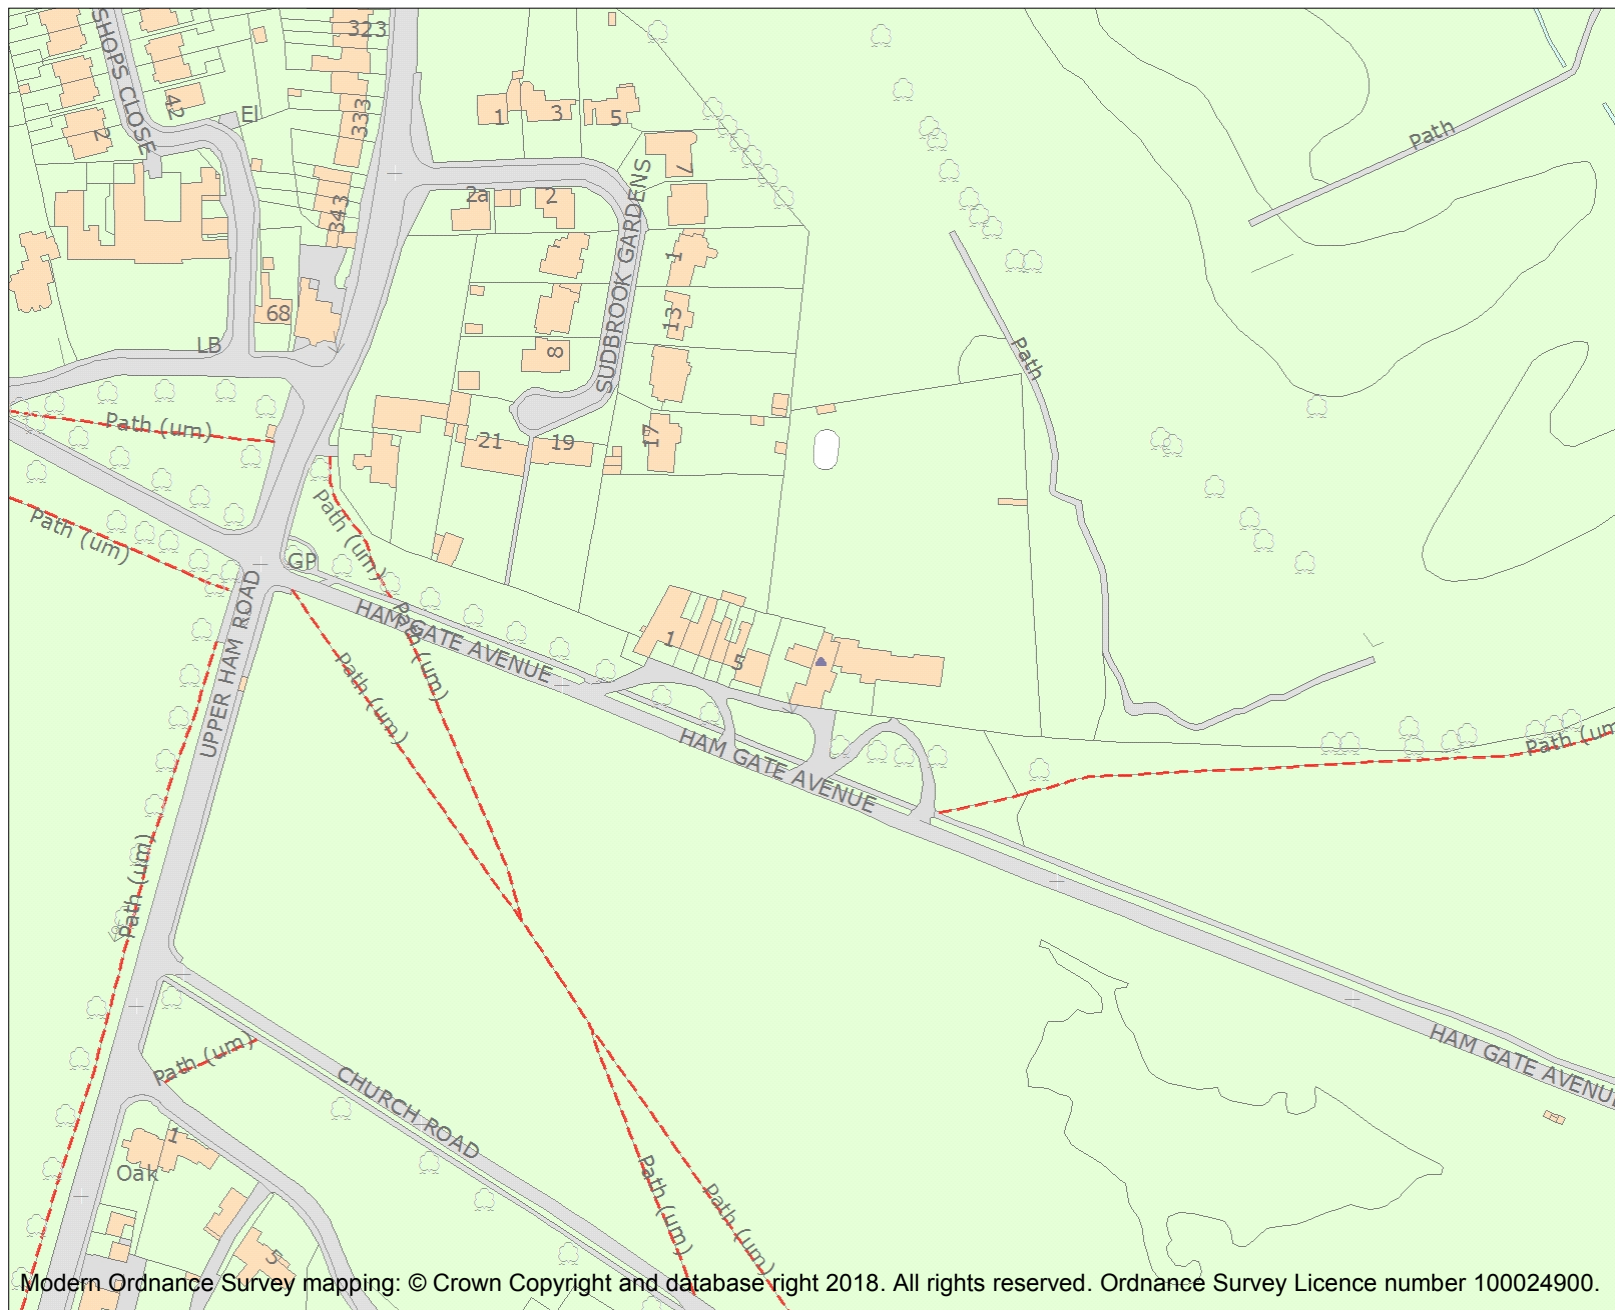 SHOPS CLOSE
323
42
El
333
2
1
3
5
7
Path
2a
2
343
SUDBROOK GARDENS
1
68
13
LB
8
Path
Path (um)
21
19
17
Path (um)
Path (um)
GP
UPPER HAM ROAD
HAM GATE AVENUE
Path (um)
1
5
Path (um)
HAM GATE AVENUE
Path (um)
Path (um)
HAM GATE AVENUE
Path (um)
CHURCH ROAD
1
Oak
Path (um)
Path (um)
5
Modern Ordnance Survey mapping: © Crown Copyright and database right 2018. All rights reserved. Ordnance Survey Licence number 100024900.